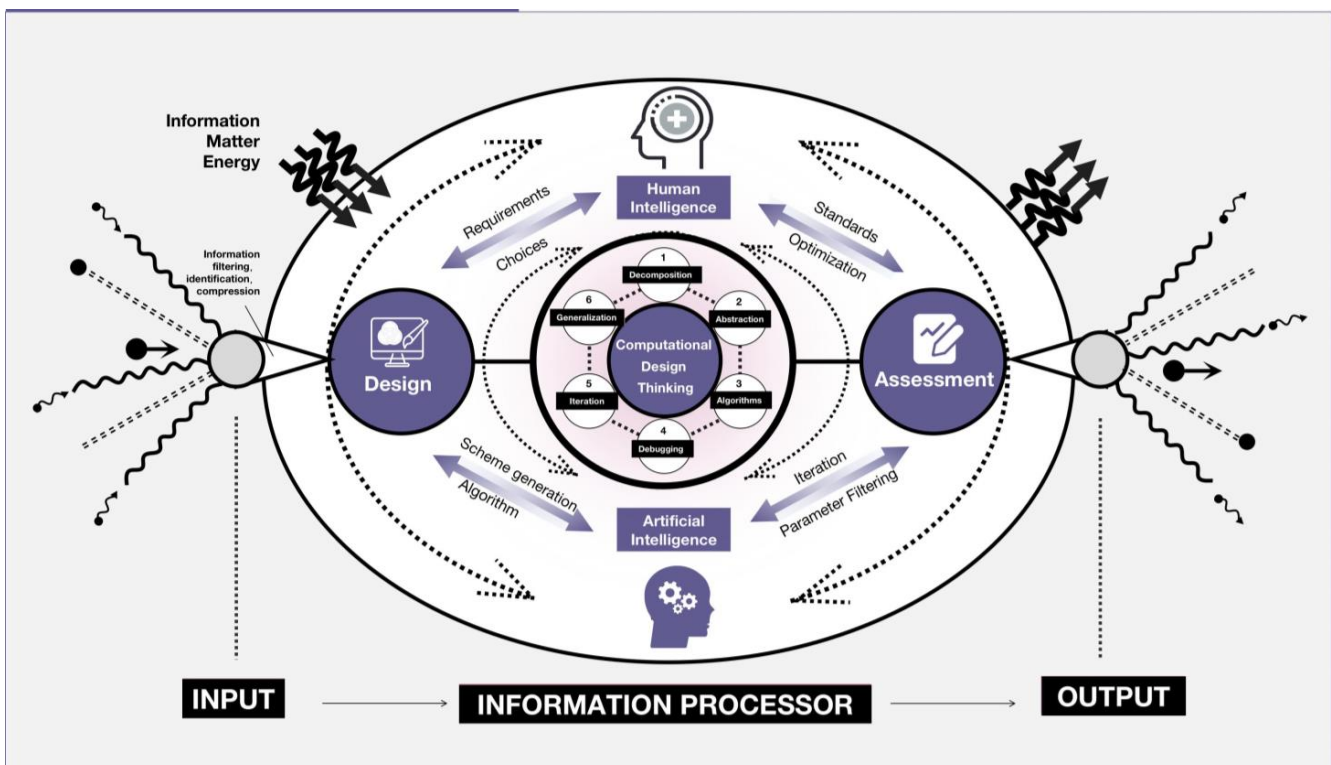 Information
Matter
Energy
Information
filtering,
identification,
compression
Human
Intelligence
Requirements
Choices
Standards
Optimization
1
Decomposition
2
Abstraction
3
Algorithms
4
Debugging
5
Iteration
6
Generalization
Computational
Design
Thinking
Design
Assessment
Scheme generation
Algorithm
Iteration
Parameter Filtering
Artificial
Intelligence
INPUT
INFORMATION PROCESSOR
OUTPUT